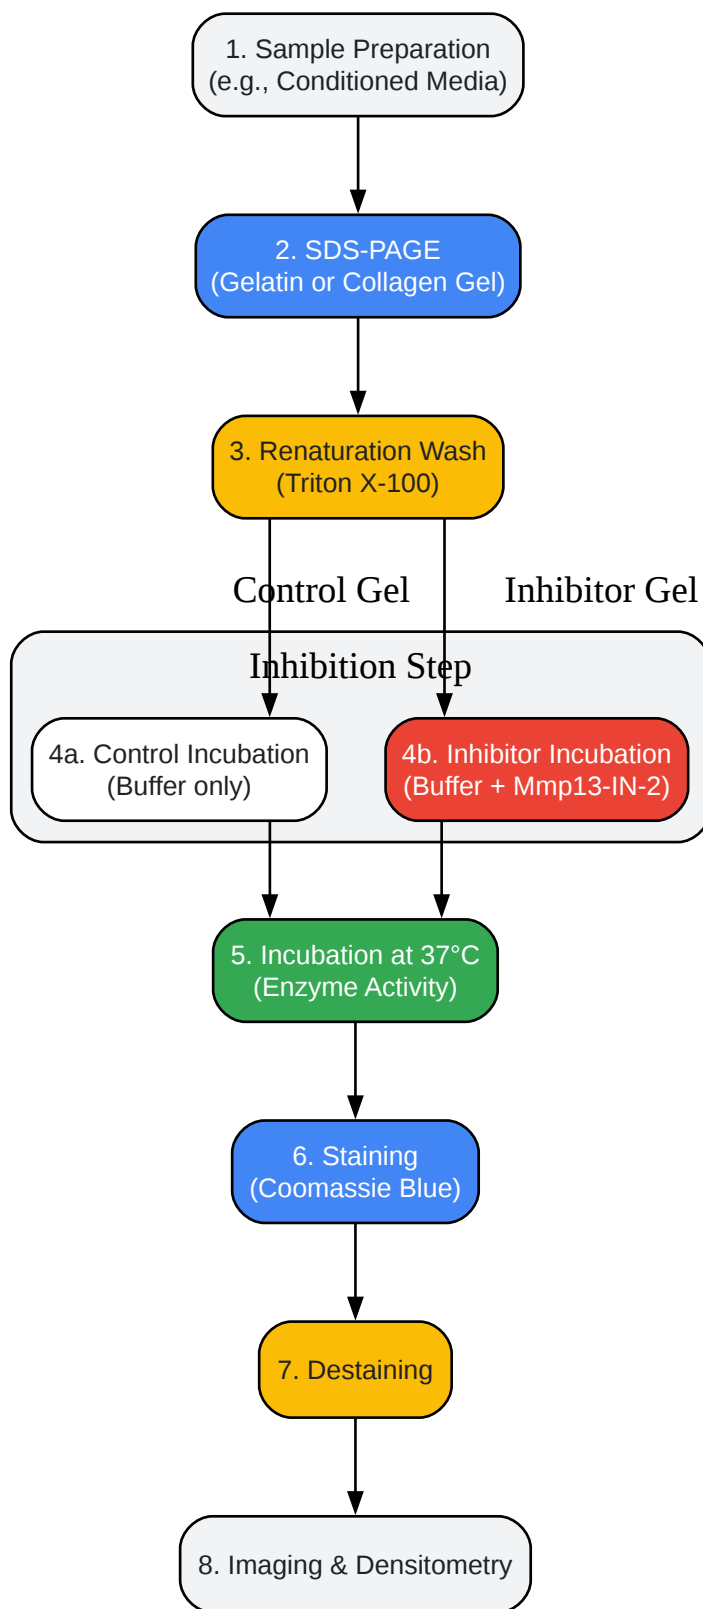 1. Sample Preparation
(e.g., Conditioned Media)
2. SDS-PAGE
(Gelatin or Collagen Gel)
3. Renaturation Wash
(Triton X-100)
Control Gel
Inhibitor Gel
Inhibition Step
4a. Control Incubation
(Buffer only)
4b. Inhibitor Incubation
(Buffer + Mmp13-IN-2)
5. Incubation at 37°C
(Enzyme Activity)
6. Staining
(Coomassie Blue)
7. Destaining
8. Imaging & Densitometry